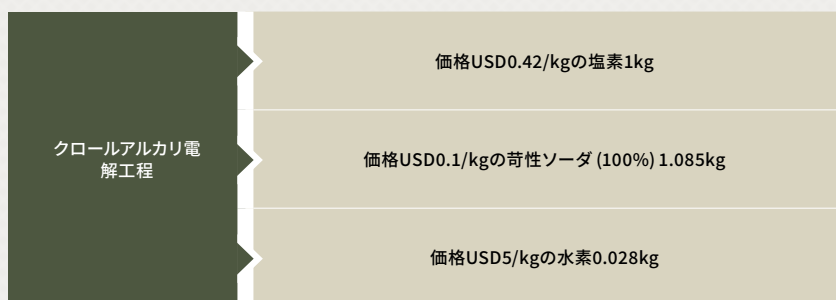 クロールアルカリ電
解工程
価格USD0.42/kgの塩素1kg
価格USD0.1/kgの苛性ソーダ (100%) 1.085kg
価格USD5/kgの水素0.028kg